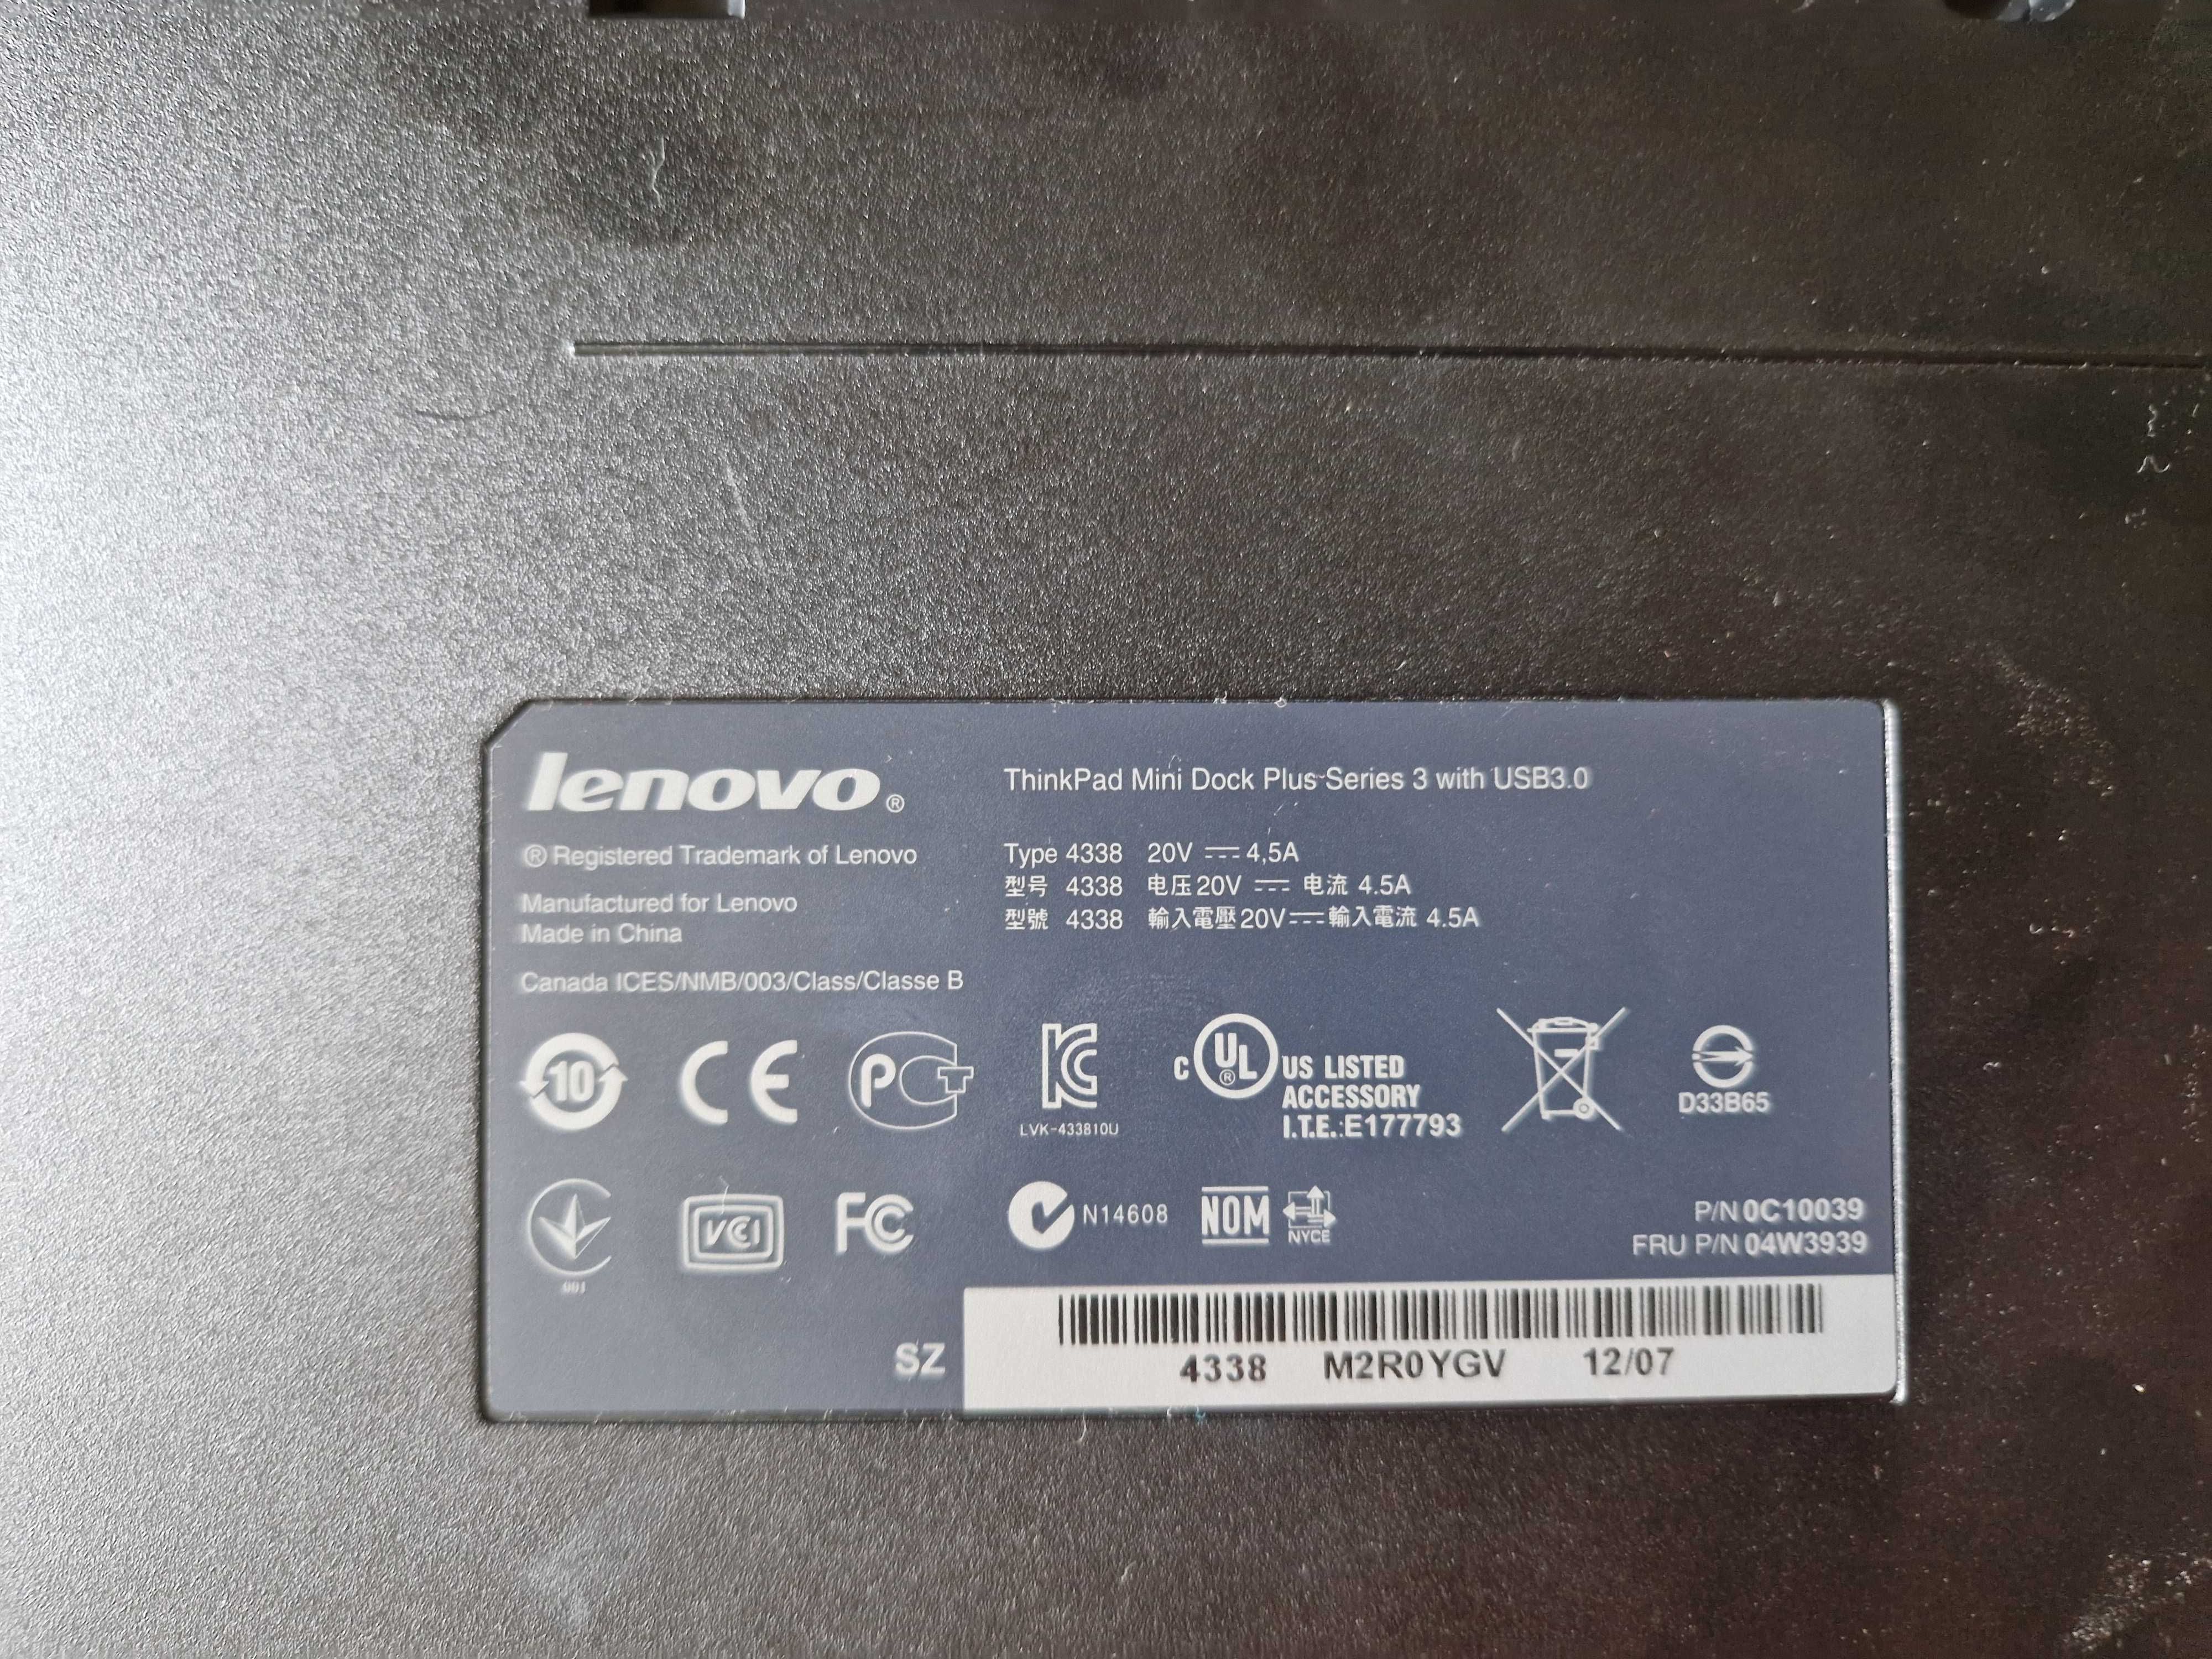 lenovo®
® Registered Trademark of Lenovo
Manufactured for Lenovo
Made in China
Canada ICES/NMB/003/Class/Classe B
ThinkPad Mini Dock Plus Series 3 with USB3.0
Type 4338 20V 4,5A
型号 4338 电压20V 电流 4.5A
型號 4338 輸入電壓20V 輸入電流 4.5A
10
CE
PCT
KC
LVK-433810U
C UL® US LISTED
ACCESSORY
I.T.E.:E177793
D33B65
001
VCI
FC
N14608
NOM
NYCE
P/N 0C10039
FRU P/N 04W3939
SZ
4338 M2R0YGV 12/07